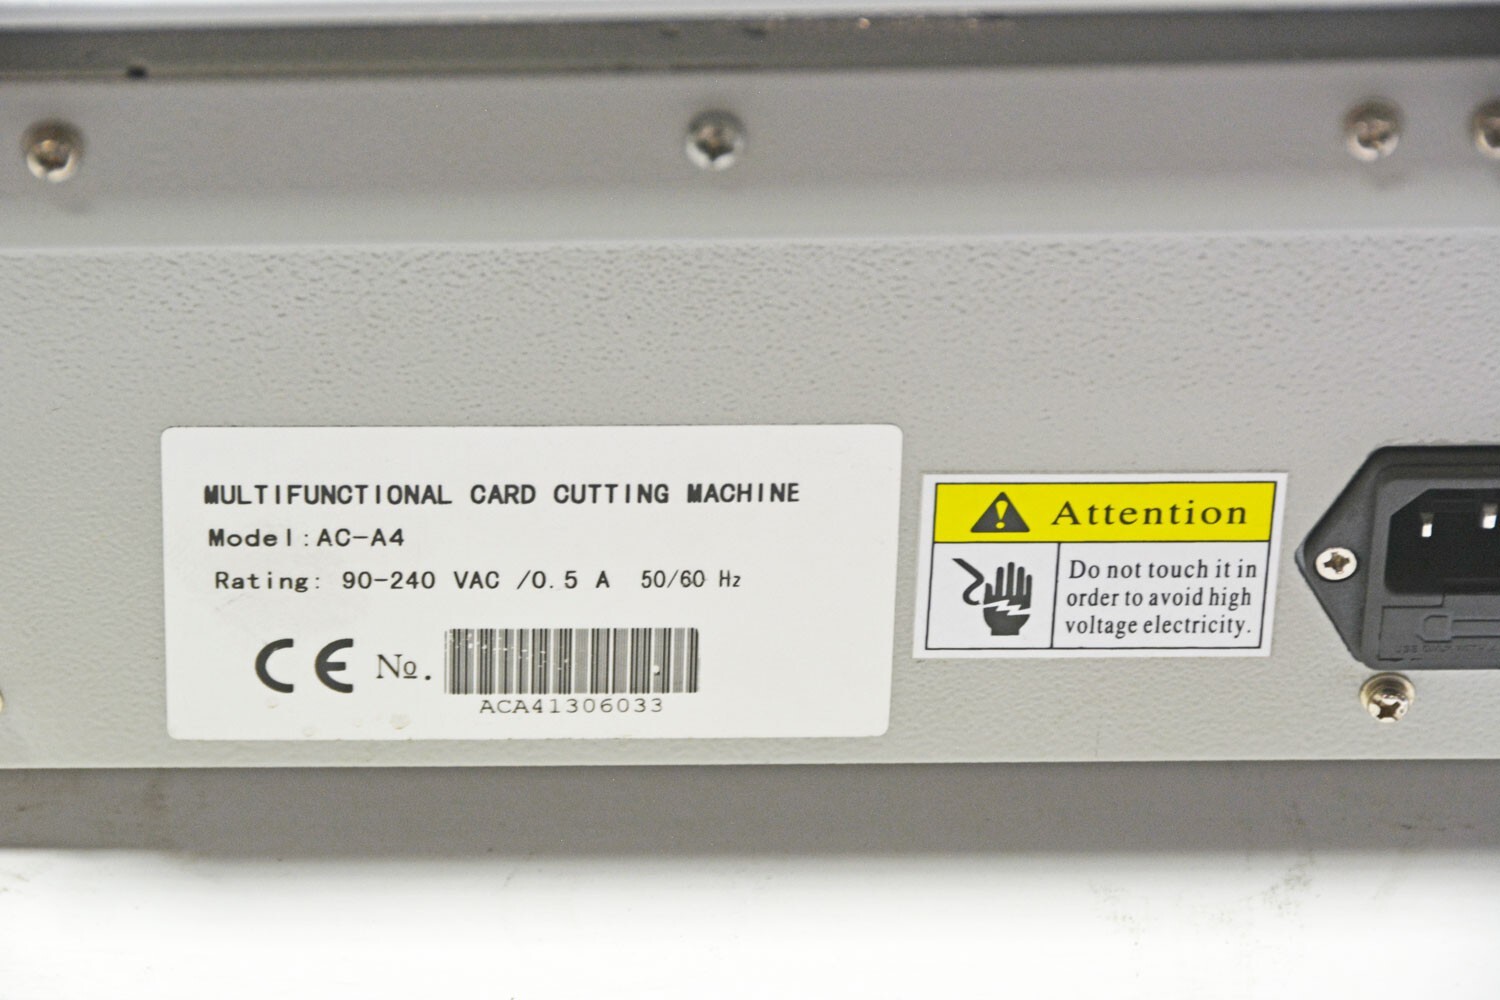 MULTIFUNCTIONAL CARD CUTTING MACHINE
Model:AC-A4
Rating: 90-240 VAC /0.5 A 50/60 Hz
CE No.
ACA41306033
Attention
Do not touch it in
order to avoid high
voltage electricity.